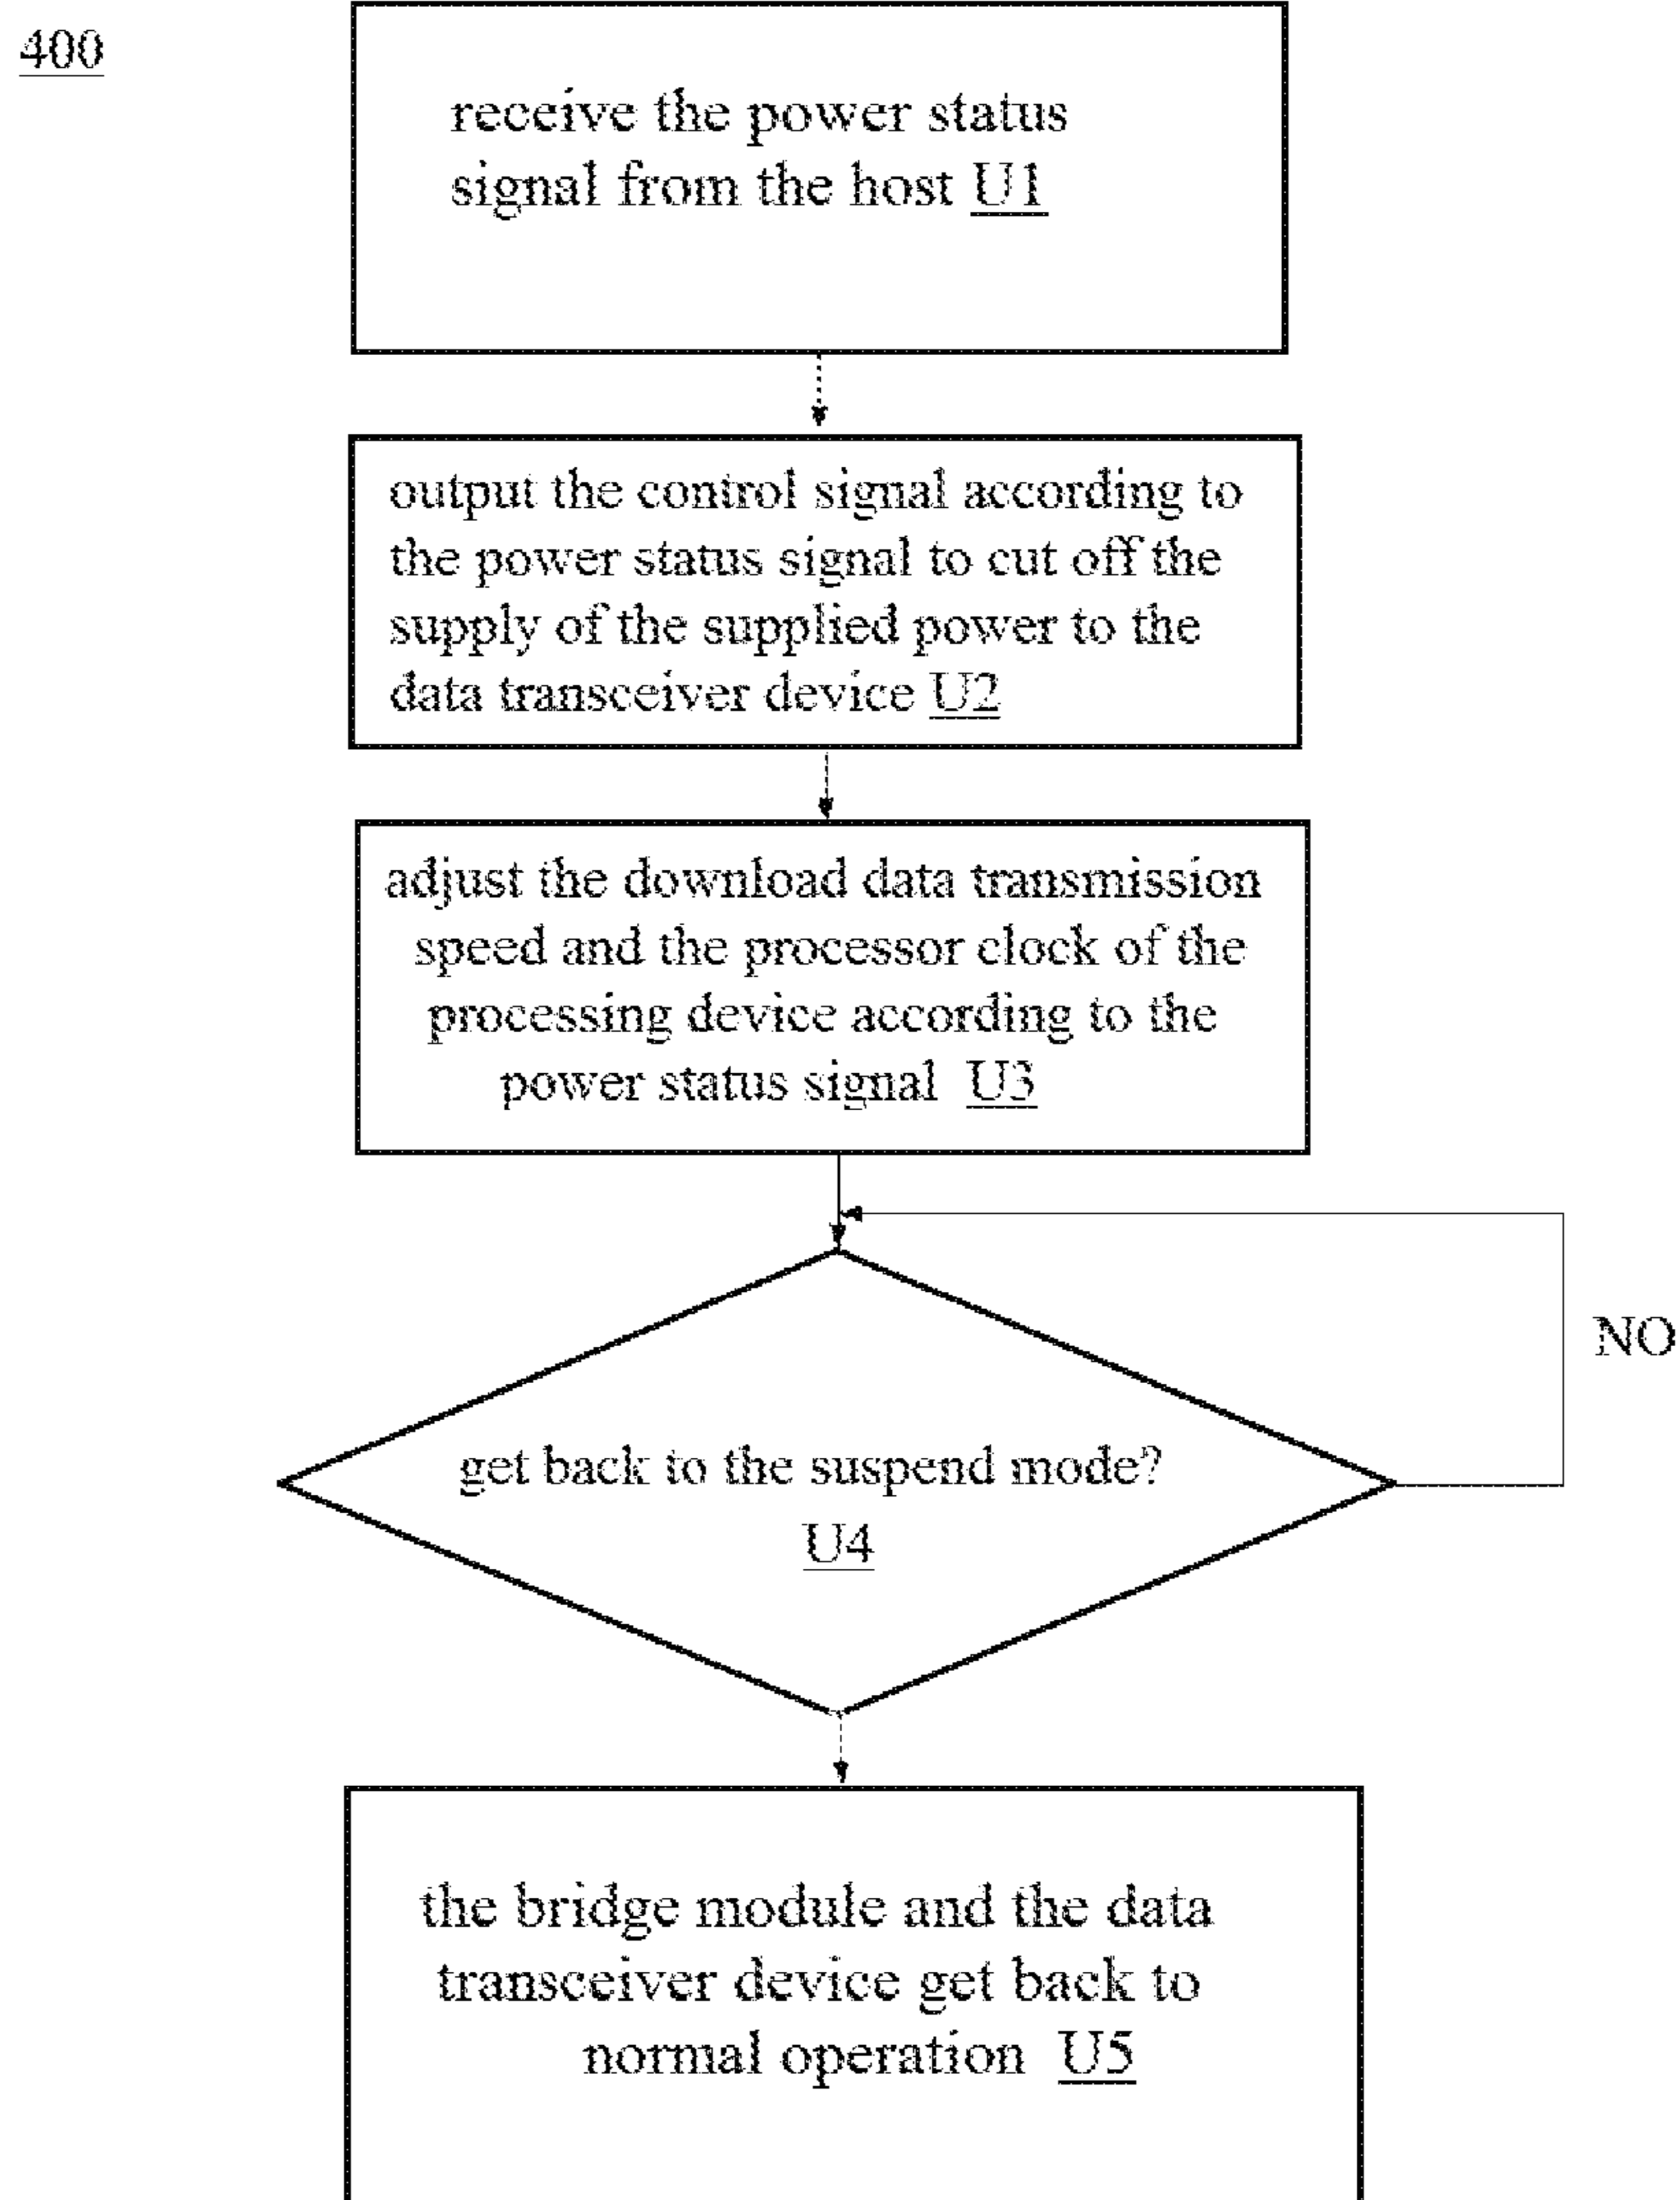 400
receive the power status
signal from the host U1
output the control signal according to
the power status signal to cut off the
supply of the supplied power to the
data transceiver device U2
adjust the download data transmission
speed and the processor clock of the
processing device according to the
power status signal U3
NO
get back to the suspend mode?
U4
the bridge module and the data
transceiver device get back to
normal operation U5